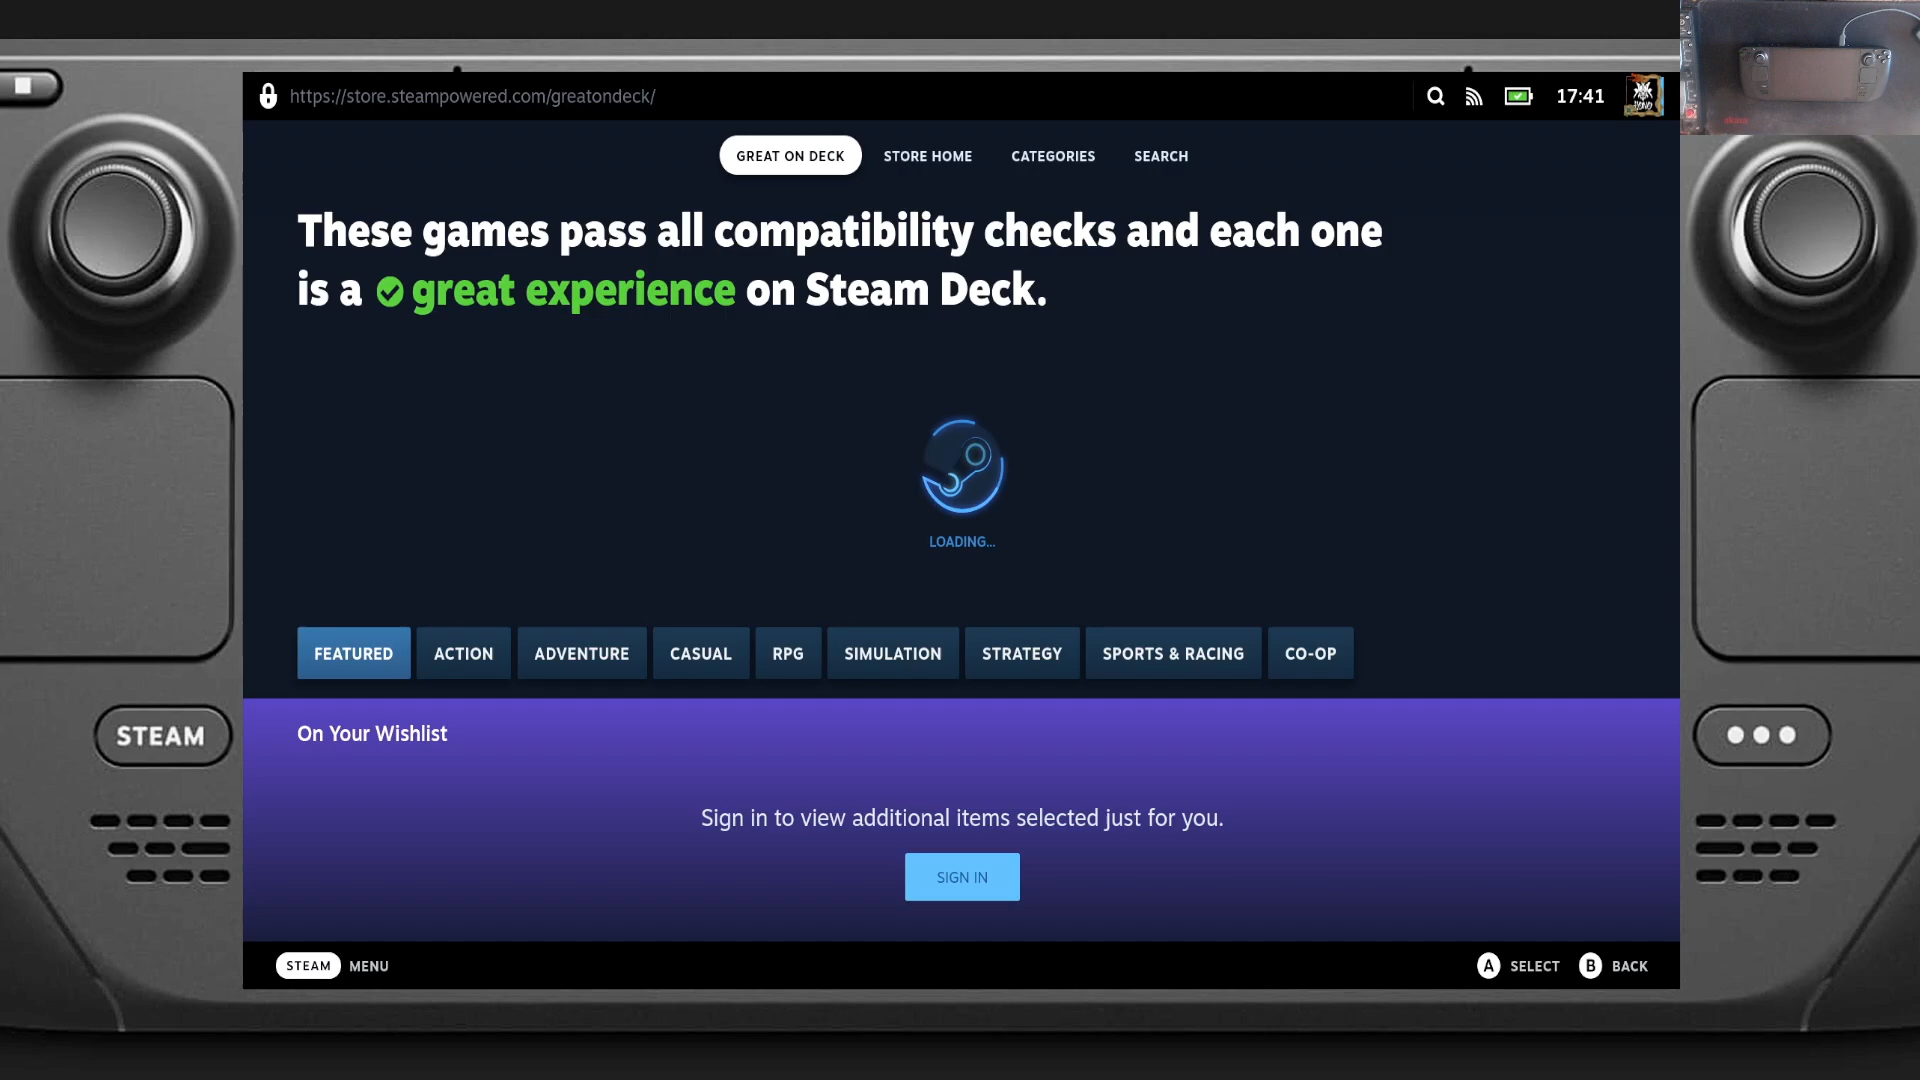 https://store.steampowered.com/greatondeck/
17:41
GREAT ON DECK STORE HOME CATEGORIES SEARCH
These games pass all compatibility checks and each one
is a great experience on Steam Deck.
LOADING...
FEATURED ACTION ADVENTURE CASUAL RPG SIMULATION STRATEGY SPORTS & RACING CO-OP
STEAM
On Your Wishlist
Sign in to view additional items selected just for you.
SIGN IN
STEAM MENU
A SELECT B BACK